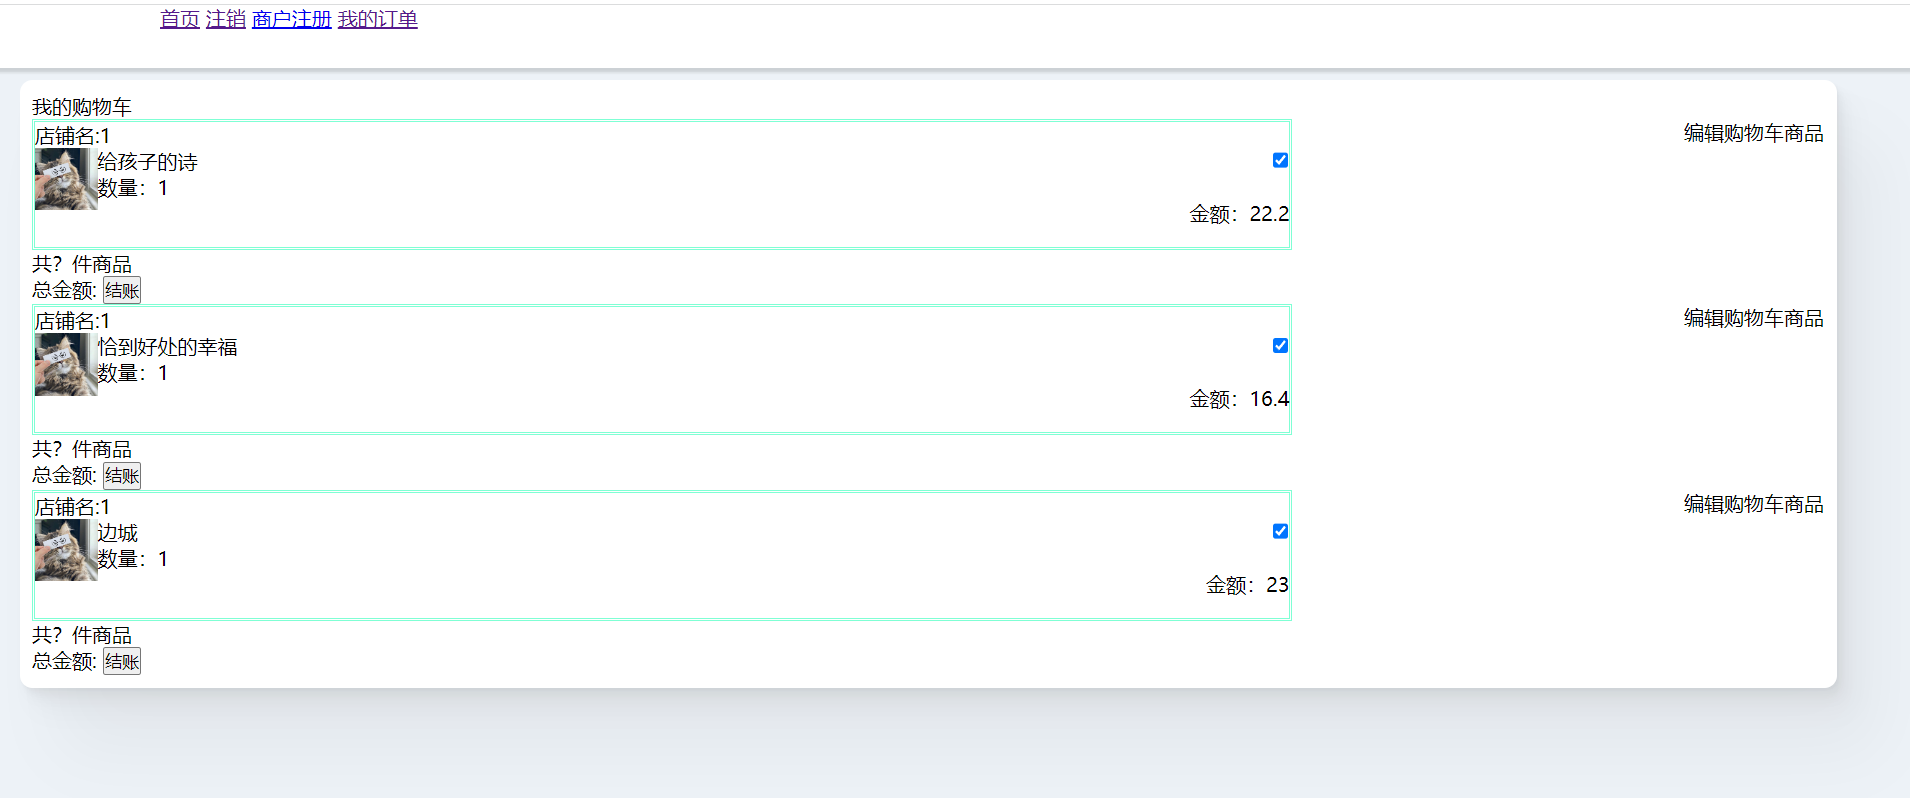 首页 注销 商户注册 我的订单
我的购物车
店铺名:1
编辑购物车商品
给孩子的诗
数量：1
金额：22.2
共？件商品
总金额: 结账
店铺名:1
编辑购物车商品
恰到好处的幸福
数量：1
金额：16.4
共？件商品
总金额: 结账
店铺名:1
编辑购物车商品
边城
数量：1
金额：23
共？件商品
总金额: 结账